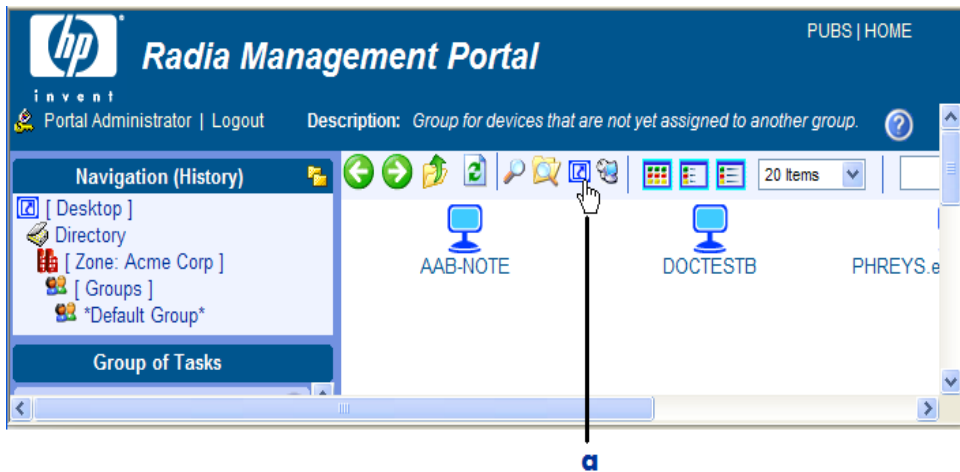 hp
invent
Radia Management Portal
PUBS | HOME
Portal Administrator | Logout
Description: Group for devices that are not yet assigned to another group.
?
Navigation (History)
20 Items
[ Desktop ]
Directory
[ Zone: Acme Corp ]
[ Groups ]
*Default Group*
AAB-NOTE
DOCTESTB
PHREYS.e
Group of Tasks
a